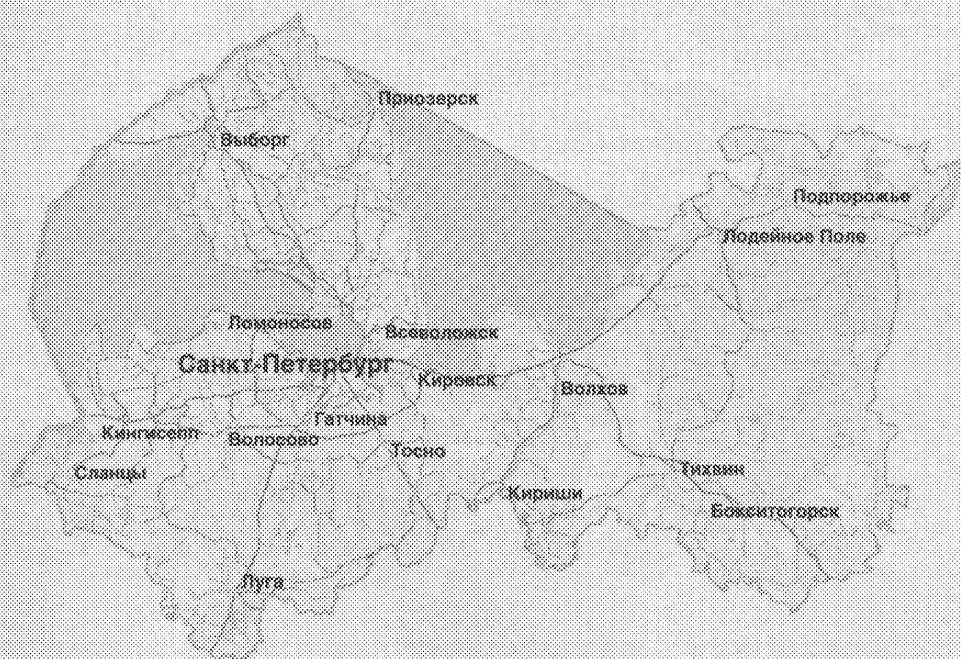 Приозерск
Выборг
Подпорожье
Лодейное Поле
Ломоносов
Всеволожск
Санкт-Петербург
Кировск
Волхов
Гатчина
Кингисепп
Волосово
Тосно
Сланцы
Тихвин
Кириши
Бокситогорск
Луга